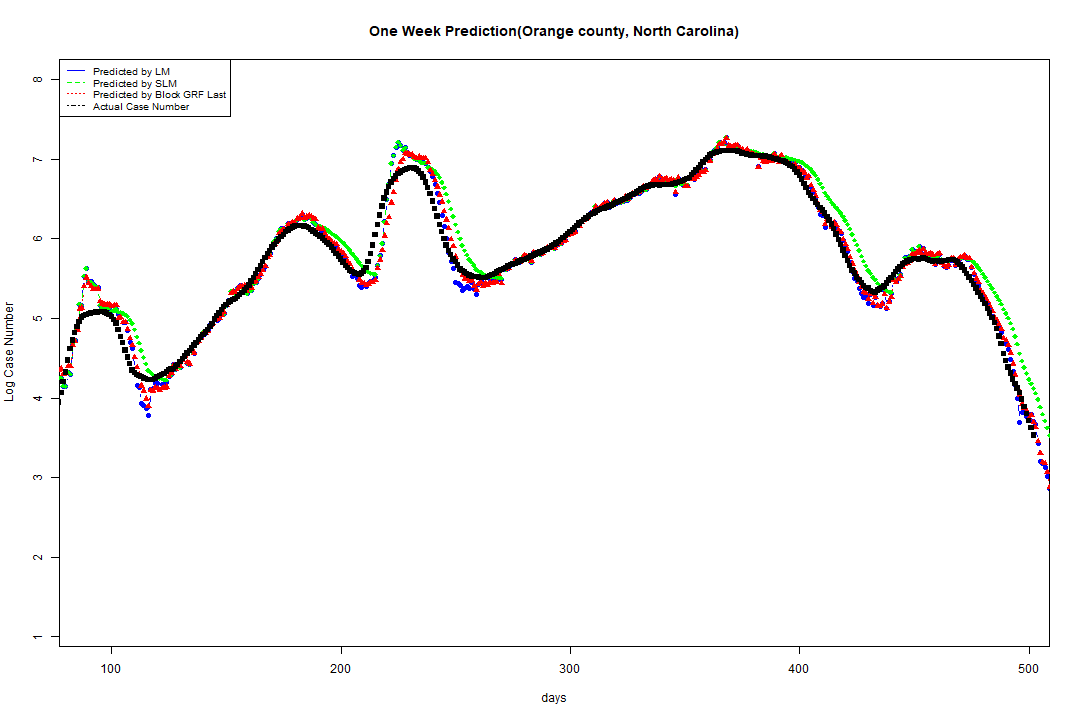 One Week Prediction(Orange county, North Carolina)
Predicted by LM
Predicted by SLM
Predicted by Block GRF Last
Actual Case Number
Log Case Number
8
7
6
5
4
3
2
1
100 200 300 400 500
days